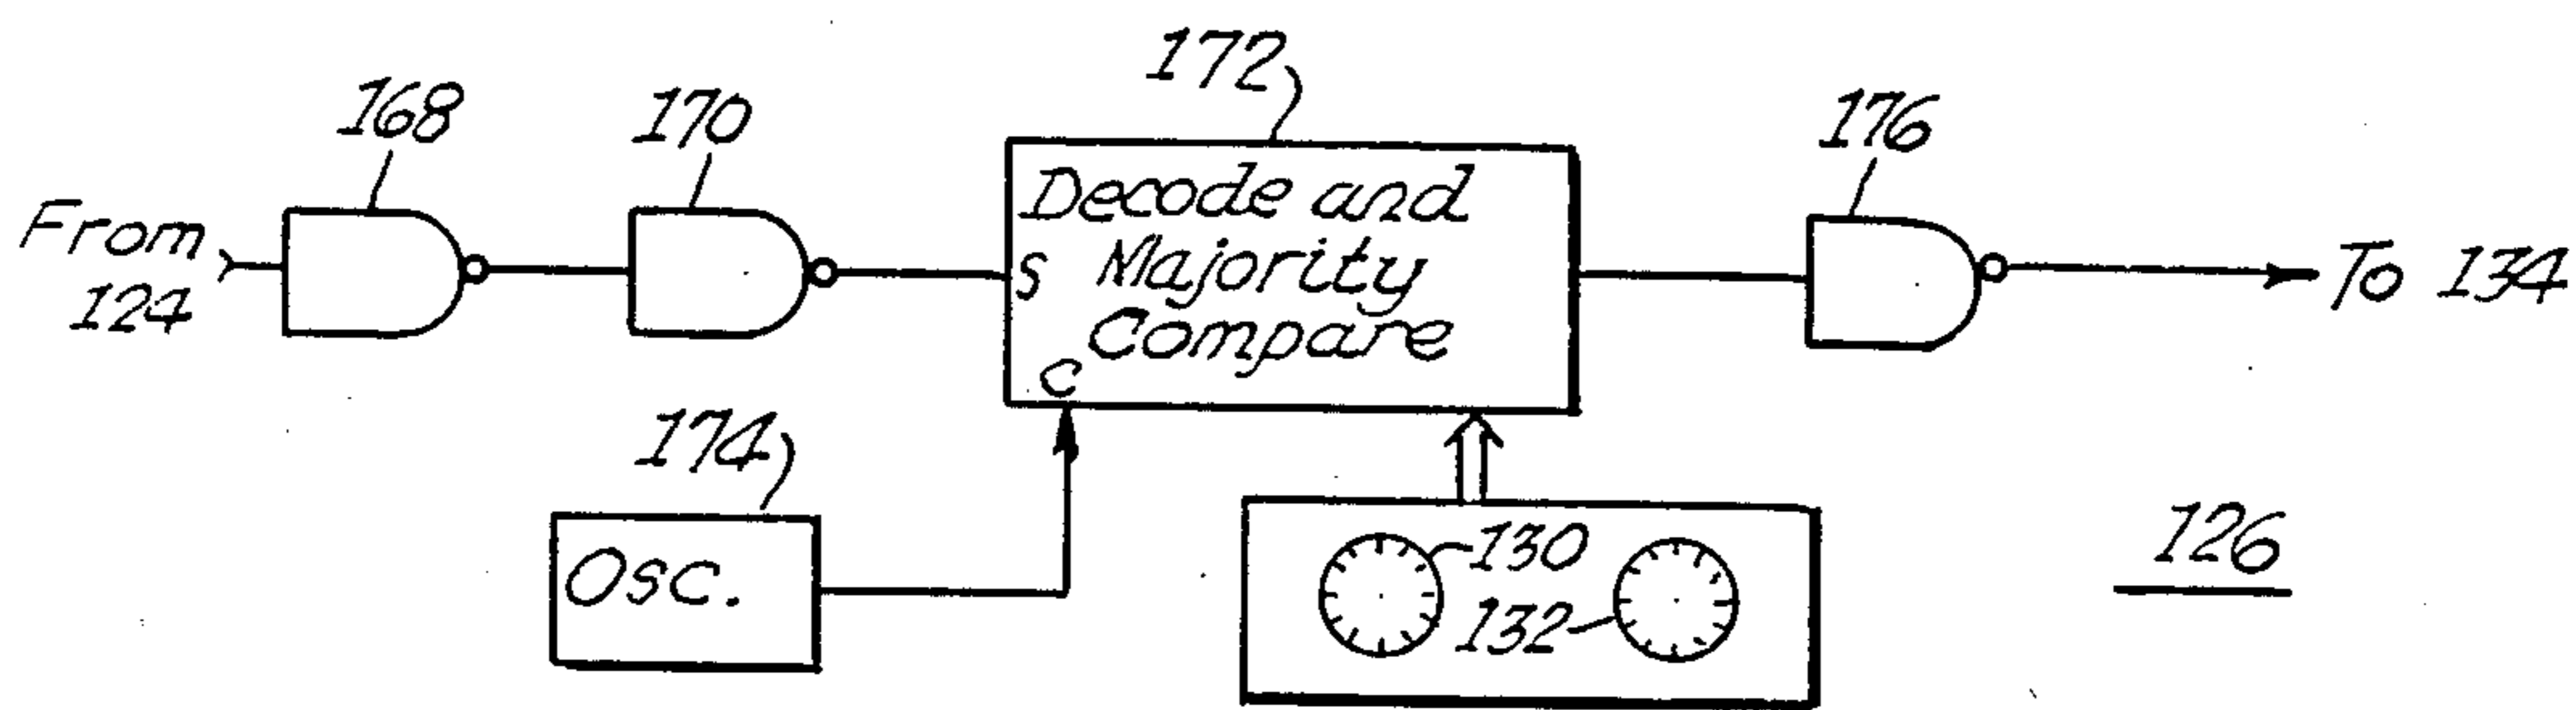 172
168
170
176
From
124
S
Decode and
Majority
Compare
C
To 134
174
Osc.
130
132
126